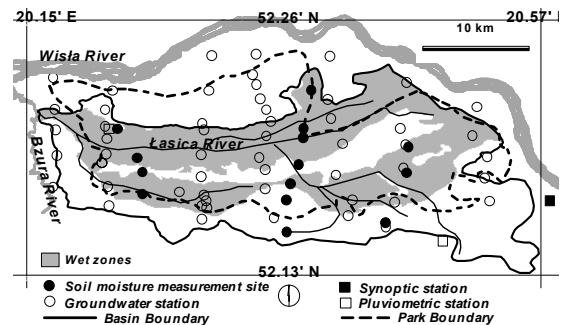 20.15' E
52.26' N
20.57' E
10 km
Wisła River
Łasica River
Bzura River
Wet zones
52.13' N
Soil moisture measurement site
Synoptic station
Groundwater station
Pluviometric station
Basin Boundary
Park Boundary